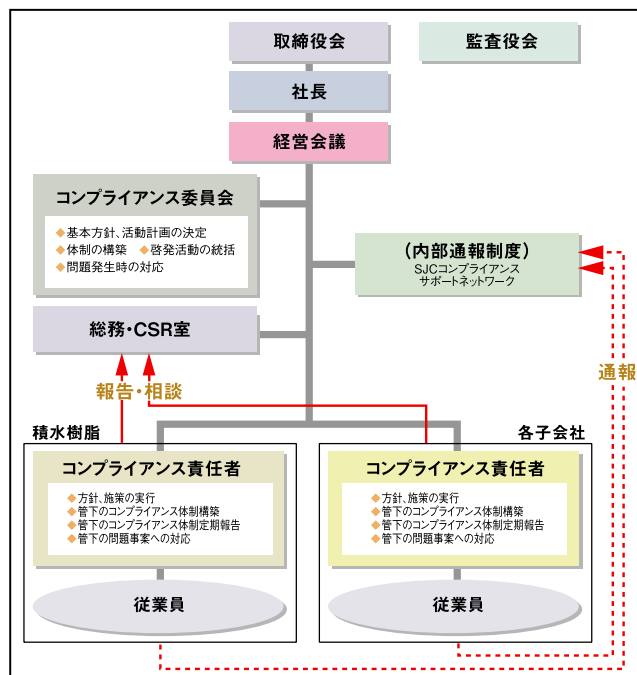 取締役会
監査役会
社長
経営会議
コンプライアンス委員会
◆基本方針、活動計画の決定
◆体制の構築 ◆啓発活動の統括
◆問題発生時の対応
(内部通報制度)
SJCコンプライアンス
サポートネットワーク
総務・CSR室
報告・相談
通報
積水樹脂
コンプライアンス責任者
◆方針、施策の実行
◆管下のコンプライアンス体制構築
◆管下のコンプライアンス体制定期報告
◆管下の問題事案への対応
従業員
各子会社
コンプライアンス責任者
◆方針、施策の実行
◆管下のコンプライアンス体制構築
◆管下のコンプライアンス体制定期報告
◆管下の問題事案への対応
従業員